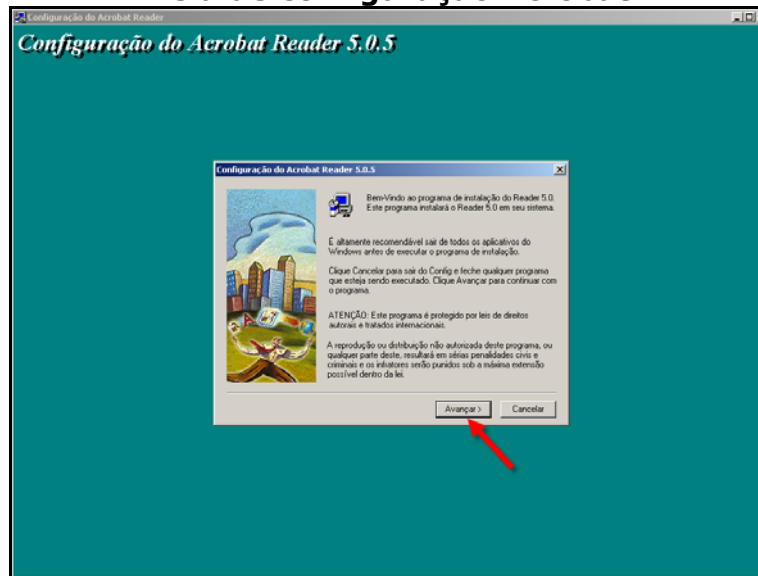 Configuração do Acrobat Reader
Configuração do Acrobat Reader 5.0.5
Configuração do Acrobat Reader 5.0.5
Bem-Vindo ao programa de instalação do Reader 5.0.
Este programa instalará o Reader 5.0 em seu sistema.
É altamente recomendável sair de todos os aplicativos do
Windows antes de executar o programa de instalação.
Clique Cancelar para sair do Config e feche qualquer programa
que esteja sendo executado. Clique Avançar para continuar com
o programa.
ATENÇÃO: Este programa é protegido por leis de direitos
autorais e tratados internacionais.
A reprodução ou distribuição não autorizada deste programa, ou
qualquer parte deste, resultará em sérias penalidades civis e
criminais e os infratores serão punidos sob a máxima extensão
possível dentro da lei.
Avançar >
Cancelar